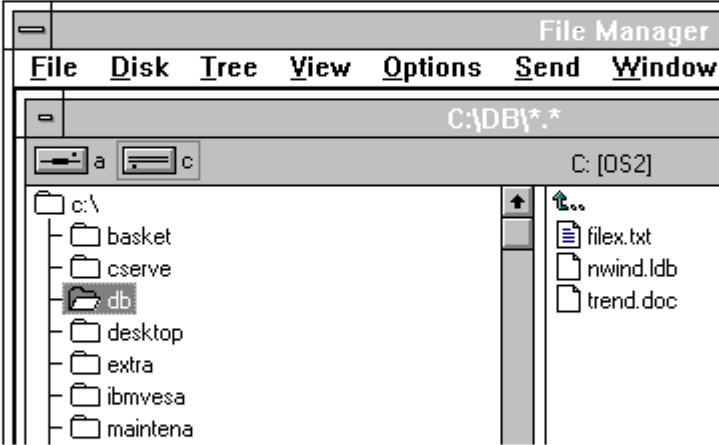 File Manager
File Disk Tree View Options Send Window
C:\DB\*.*
a c C: [OS2]
c:\
basket
cserve
db
desktop
extra
ibmvesa
maintena
..
filex.txt
nwind.ldb
trend.doc